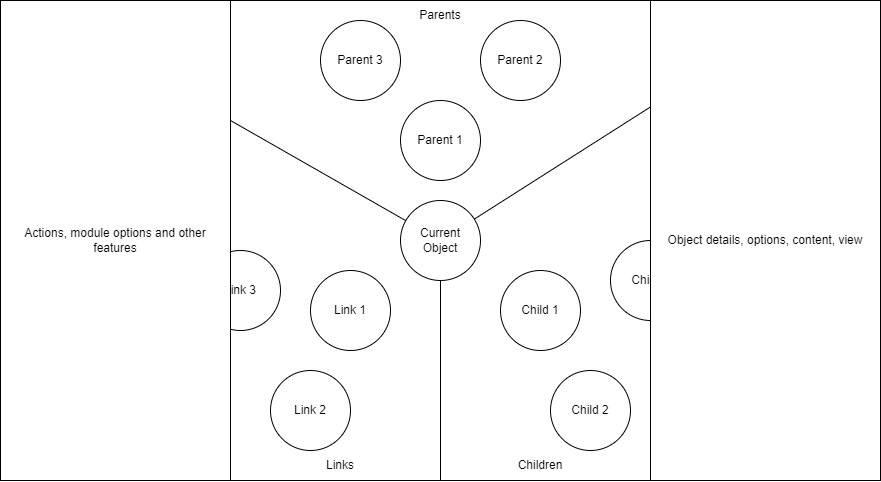 Parents
Parent 3
Parent 2
Parent 1
Actions, module options and other
features
Current
Object
Object details, options, content, view
ink 3
Link 1
Child 1
Chi
Link 2
Child 2
Links
Children